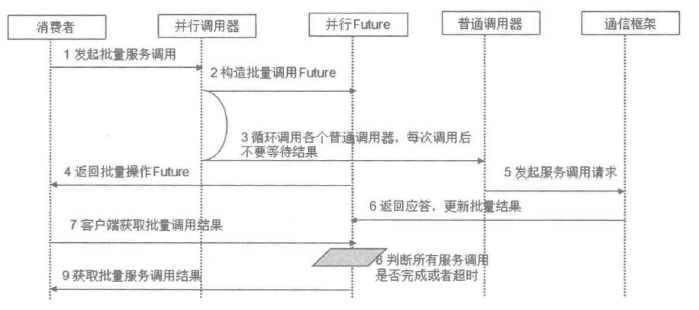 消费者
并行调用器
并行Future
普通调用器
通信框架
1 发起批量服务调用
2 构造批量调用Future
3 循环调用各个普通调用器，每次调用后
不要等待结果
4 返回批量操作Future
5 发起服务调用请求
6 返回应答，更新批量结果
7 客户端获取批量调用结果
8 判断所有服务调用
是否完成或者超时
9 获取批量服务调用结果